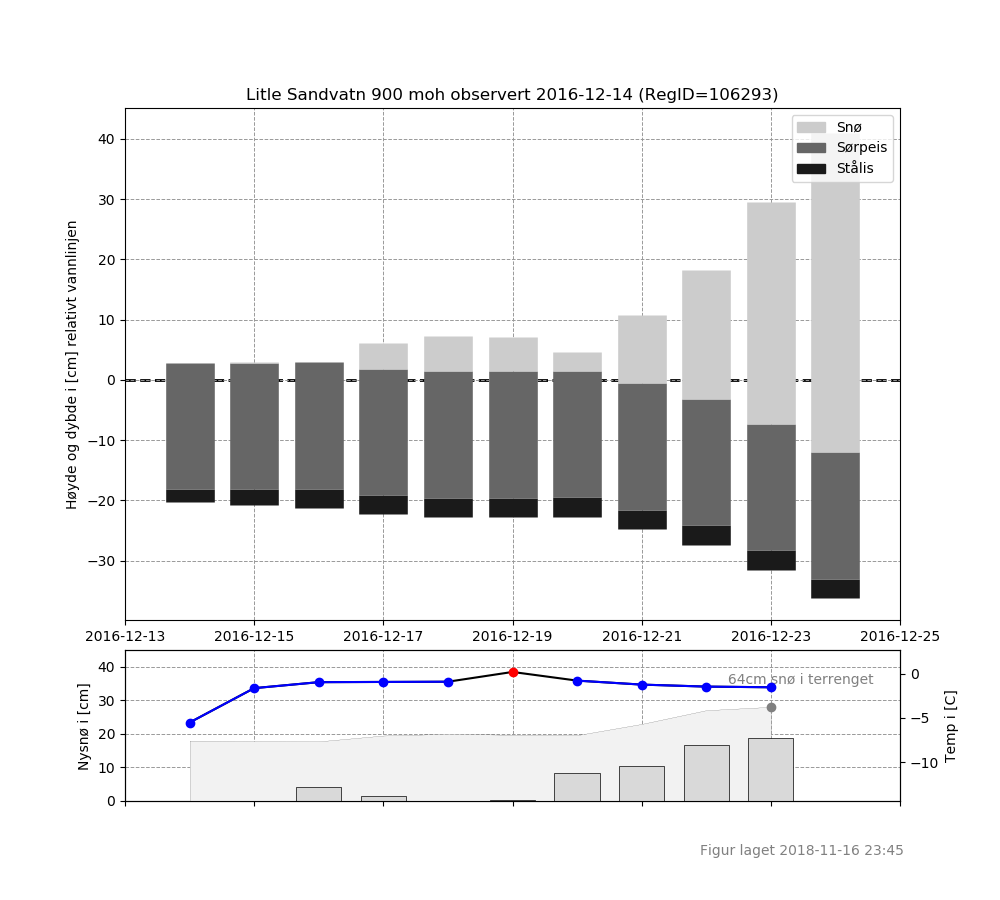 Litle Sandvatn 900 moh observert 2016-12-14 (RegID=106293)
Høyde og dybde i [cm] relativt vannlinjen
40
30
20
10
0
−10
−20
−30
Snø
Sørpeis
Stålis
2016-12-13 2016-12-15 2016-12-17 2016-12-19 2016-12-21 2016-12-23 2016-12-25
Nysnø i [cm]
40
30
20
10
0
64cm snø i terrenget
0
−5
−10
Temp i [C]
Figur laget 2018-11-16 23:45